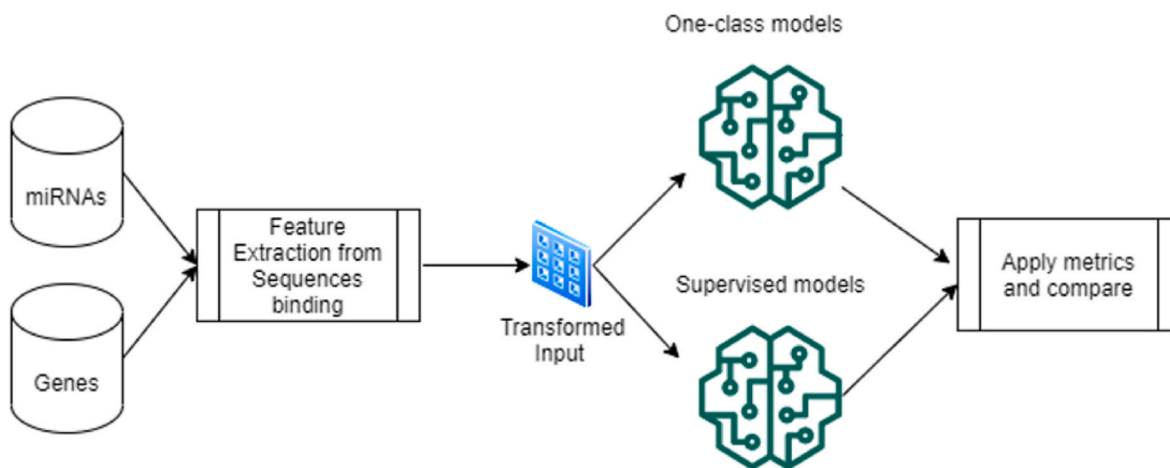 One-class models
miRNAs
Feature
Extraction from
Sequences
binding
Genes
Transformed
Input
Supervised models
Apply metrics
and compare